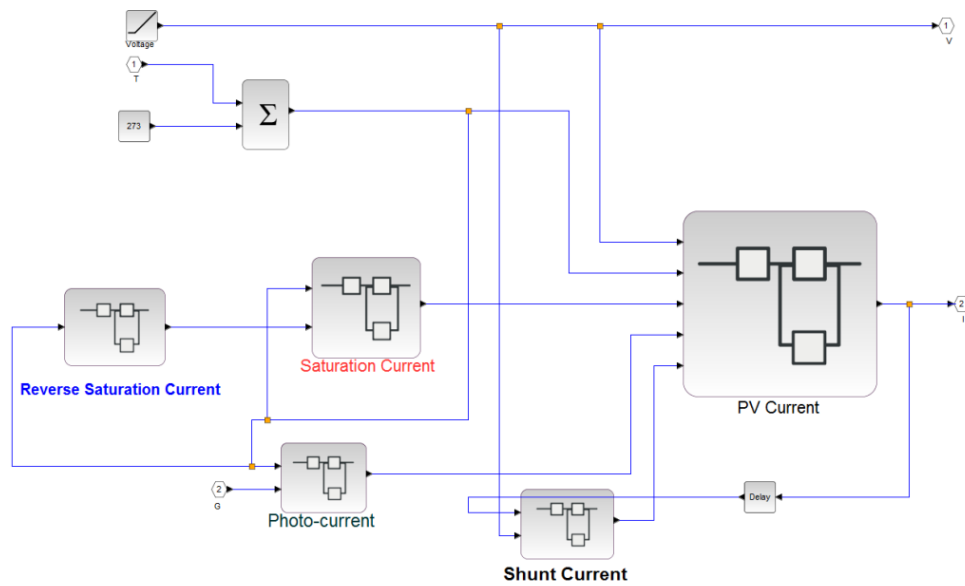 Voltage
1
V
1
T
273
Σ
Saturation Current
Reverse Saturation Current
PV Current
2
2
G
Photo-current
Delay
Shunt Current